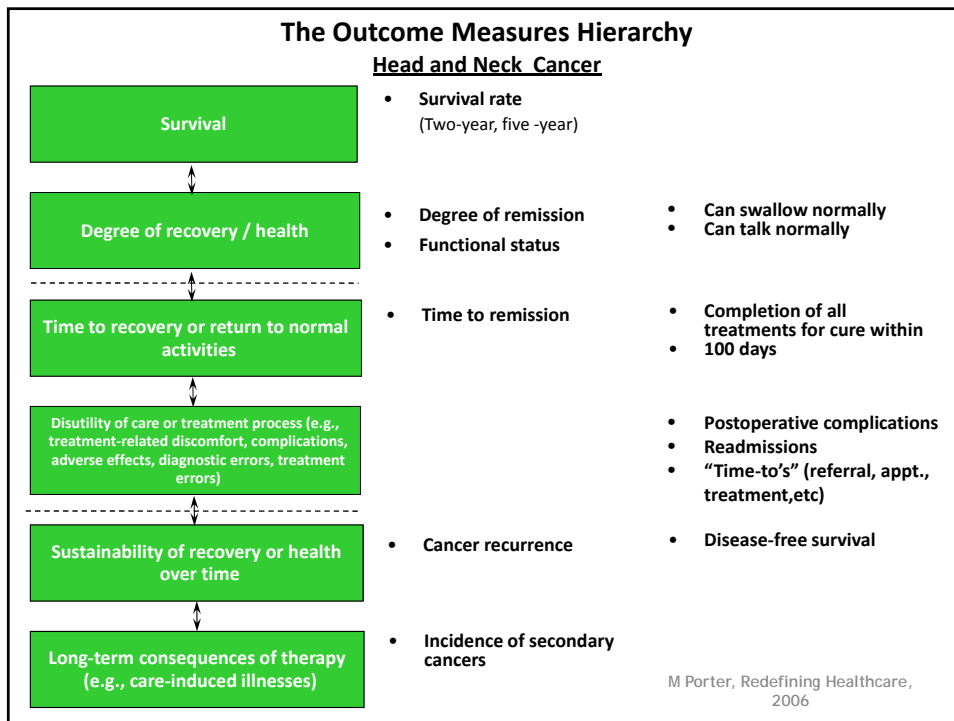 The Outcome Measures Hierarchy
Head and Neck Cancer
Survival
• Survival rate
(Two-year, five -year)
Degree of recovery / health
• Degree of remission
• Functional status
• Can swallow normally
• Can talk normally
Time to recovery or return to normal
activities
• Time to remission
• Completion of all
treatments for cure within
• 100 days
Disutility of care or treatment process (e.g.,
treatment-related discomfort, complications,
adverse effects, diagnostic errors, treatment
errors)
• Postoperative complications
• Readmissions
• “Time-to’s” (referral, appt.,
treatment,etc)
Sustainability of recovery or health
over time
• Cancer recurrence
• Disease-free survival
Long-term consequences of therapy
(e.g., care-induced illnesses)
• Incidence of secondary
cancers
M Porter, Redefining Healthcare,
2006